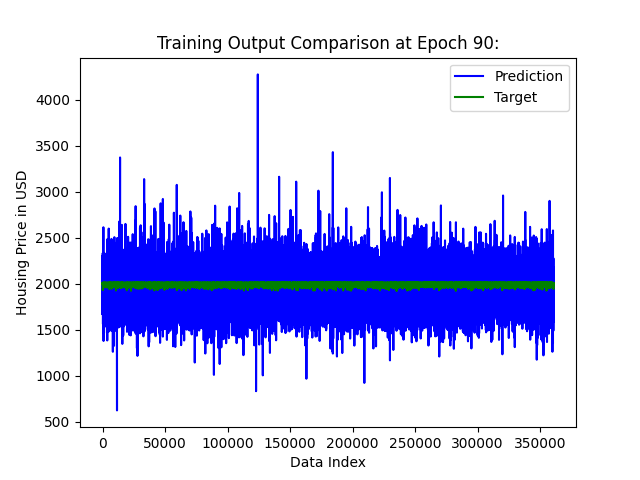 Training Output Comparison at Epoch 90:
Prediction
Target
Housing Price in USD
4000
3500
3000
2500
2000
1500
1000
500
0 50000 100000 150000 200000 250000 300000 350000
Data Index